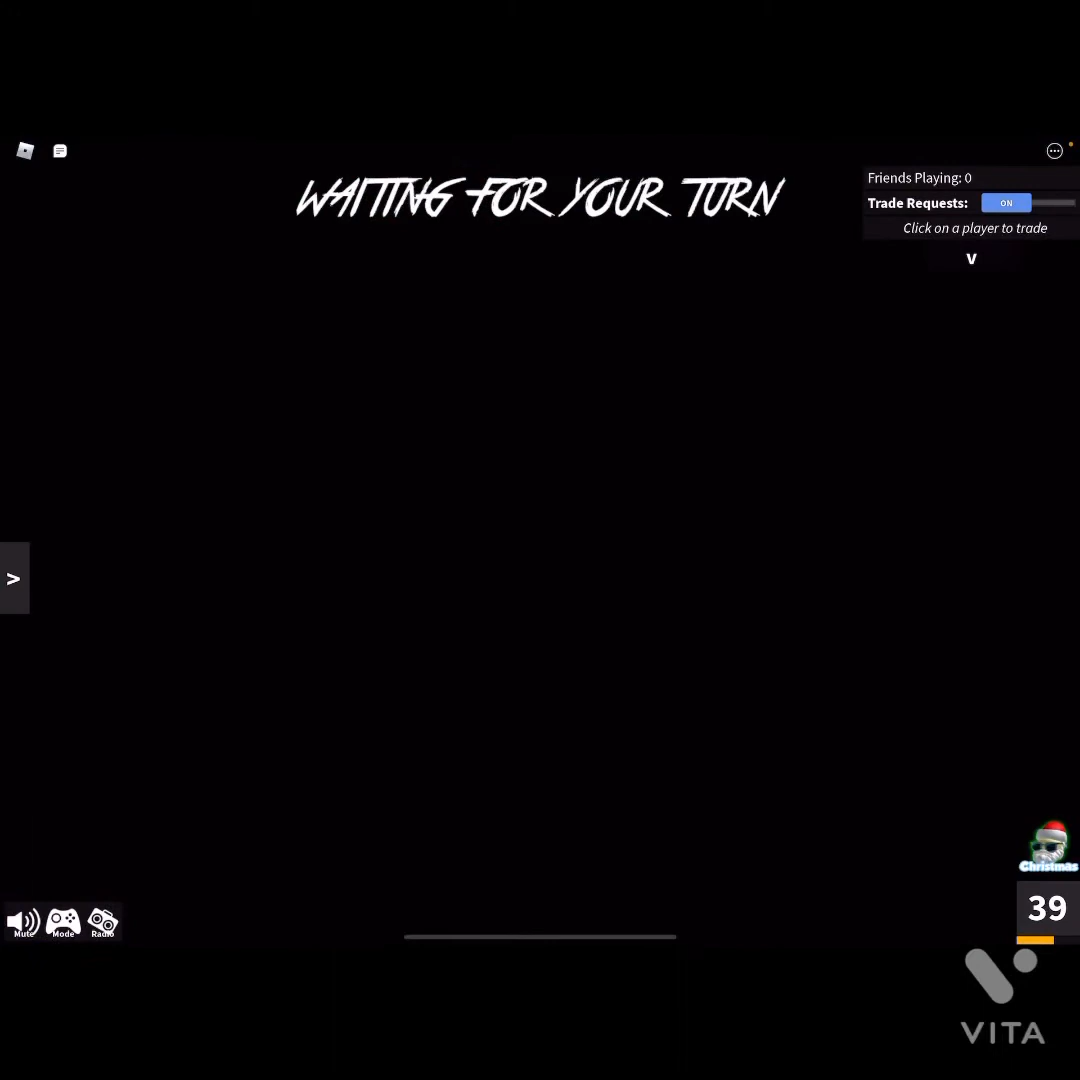 WAITING FOR YOUR TURN
Friends Playing: 0
Trade Requests: ON
Click on a player to trade
v
>
Christmas
39
Mute Mode Radio
VITA